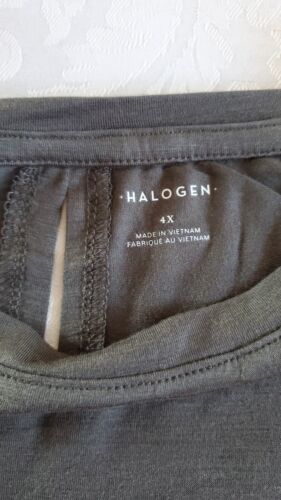 · HALOGEN ·
4X
MADE IN VIETNAM
FABRIQUÉ AU VIETNAM